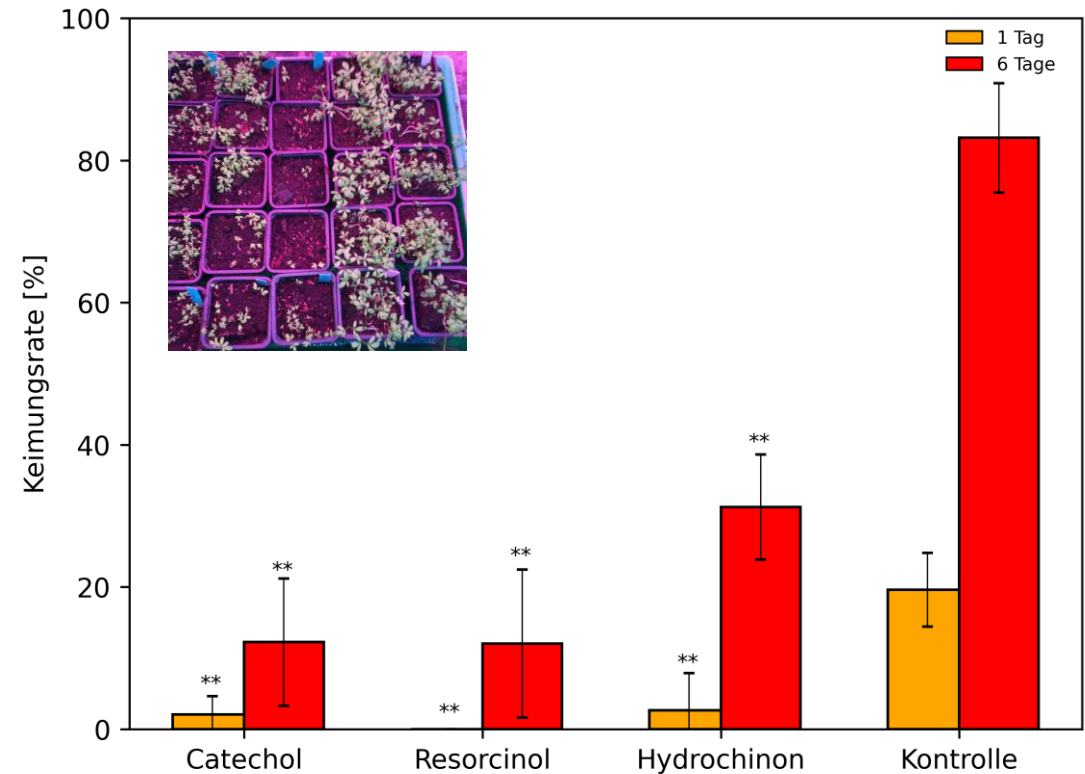 100
80
60
40
20
0
Keimungsrate [%]
1 Tag
6 Tage
**
**
**
**
**
**
Catechol
Resorcinol
Hydrochinon
Kontrolle